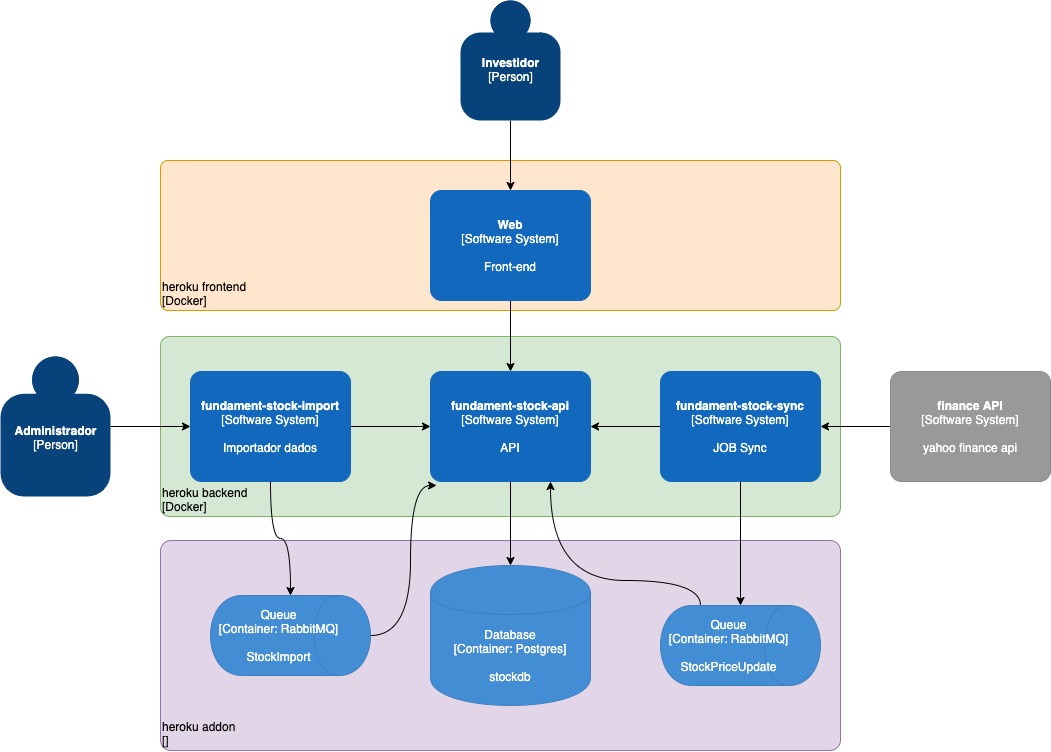 Investidor
[Person]
Web
[Software System]
Front-end
heroku frontend
[Docker]
Administrador
[Person]
fundament-stock-import
[Software System]
Importador dados
fundament-stock-api
[Software System]
API
fundament-stock-sync
[Software System]
JOB Sync
finance API
[Software System]
yahoo finance api
heroku backend
[Docker]
Queue
[Container: RabbitMQ]
StockImport
Database
[Container: Postgres]
stockdb
Queue
[Container: RabbitMQ]
StockPriceUpdate
heroku addon
[]